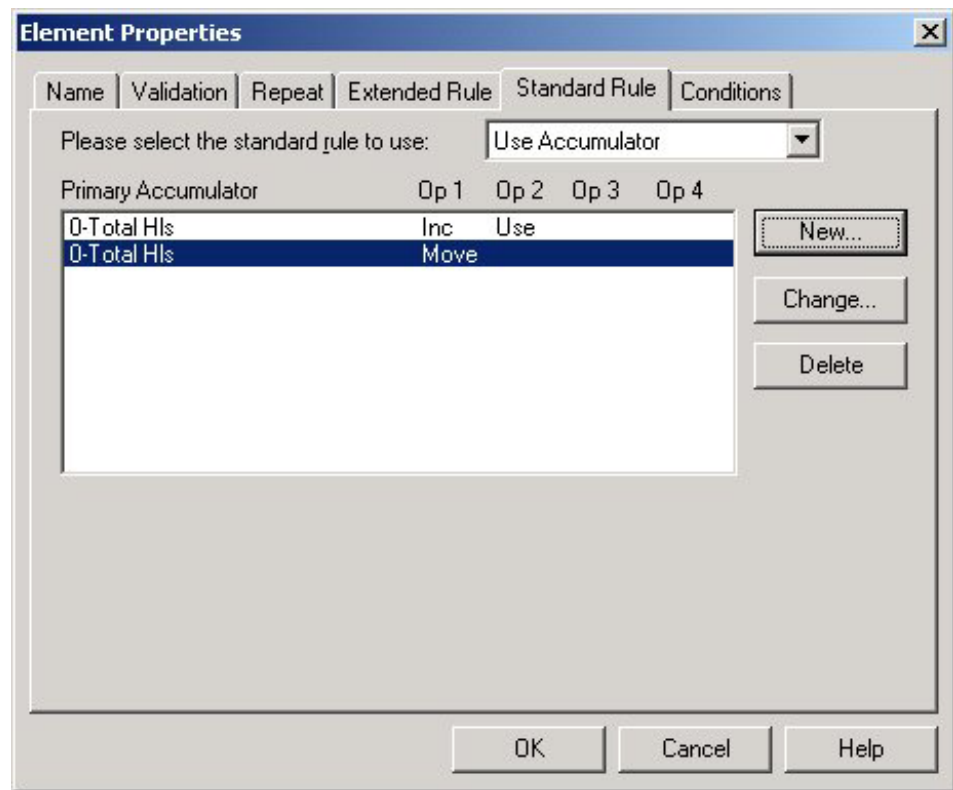 Element Properties
Name Validation Repeat Extended Rule Standard Rule Conditions
Please select the standard rule to use: Use Accumulator
Primary Accumulator Op 1 Op 2 Op 3 Op 4
0-Total Hls Inc Use
0-Total Hls Move
New...
Change...
Delete
OK Cancel Help